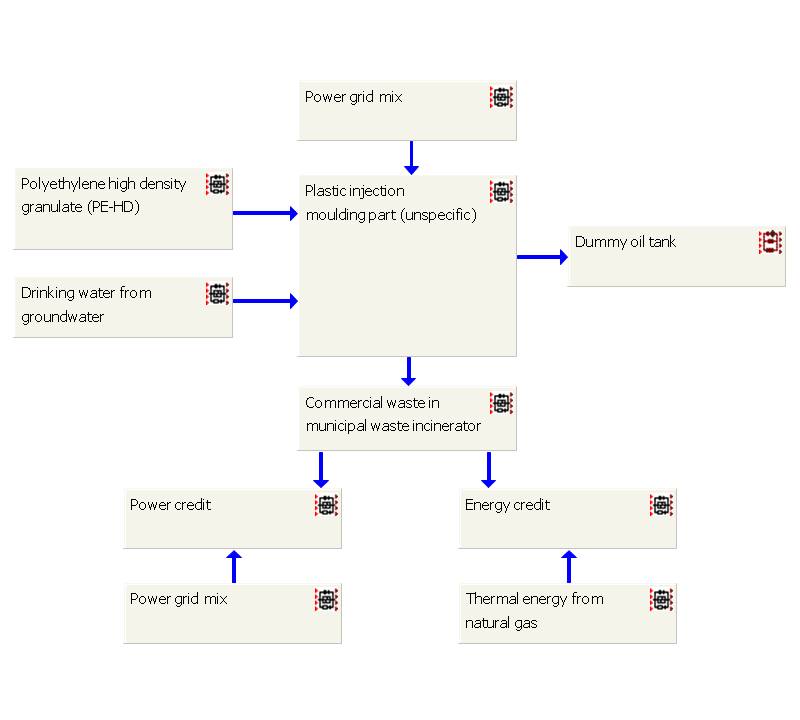 Power grid mix
Polyethylene high density
granulate (PE-HD)
Plastic injection
moulding part (unspecific)
Dummy oil tank
Drinking water from
groundwater
Commercial waste in
municipal waste incinerator
Power credit
Energy credit
Power grid mix
Thermal energy from
natural gas